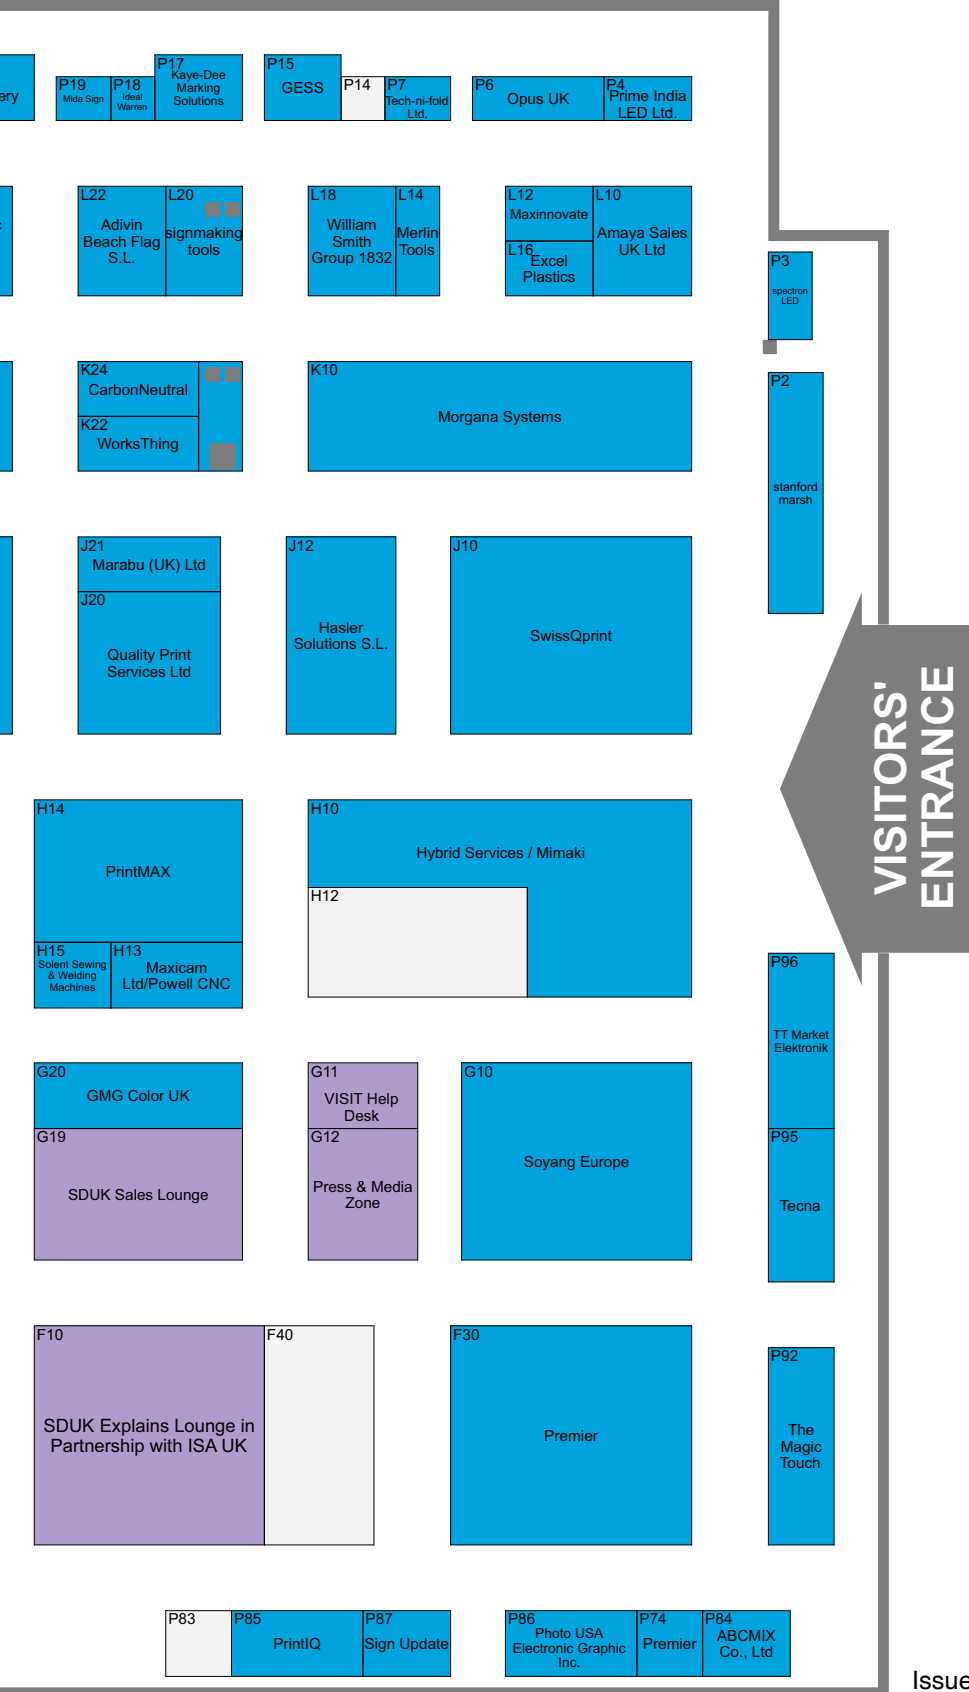 ery
P19
Mida Sign
P18
Ideal
Warren
P17
Kaye-Dee
Marking
Solutions
P15
GESS
P14
P7
Tech-ni-fold
Ltd.
P6
Opus UK
P4
Prime India
LED Ltd.
L22
Adivin
Beach Flag
S.L.
L20
signmaking
tools
L18
William
Smith
Group 1832
L14
Merlin
Tools
L12
Maxinnovate
L16
Excel
Plastics
L10
Amaya Sales
UK Ltd
P3
spectron
LED
K24
CarbonNeutral
K22
WorksThing
K10
Morgana Systems
P2
stanford
marsh
J21
Marabu (UK) Ltd
J20
Quality Print
Services Ltd
J12
Hasler
Solutions S.L.
J10
SwissQprint
VISITORS'
ENTRANCE
H14
PrintMAX
H15
Solent Sewing
& Welding
Machines
H13
Maxicam
Ltd/Powell CNC
H10
Hybrid Services / Mimaki
H12
P96
TT Market
Elektronik
G20
GMG Color UK
G19
SDUK Sales Lounge
G11
VISIT Help
Desk
G12
Press & Media
Zone
G10
Soyang Europe
P95
Tecna
F10
SDUK Explains Lounge in
Partnership with ISA UK
F40
F30
Premier
P92
The
Magic
Touch
P83
P85
PrintIQ
P87
Sign Update
P86
Photo USA
Electronic Graphic
Inc.
P74
Premier
P84
ABCMIX
Co., Ltd
Issue